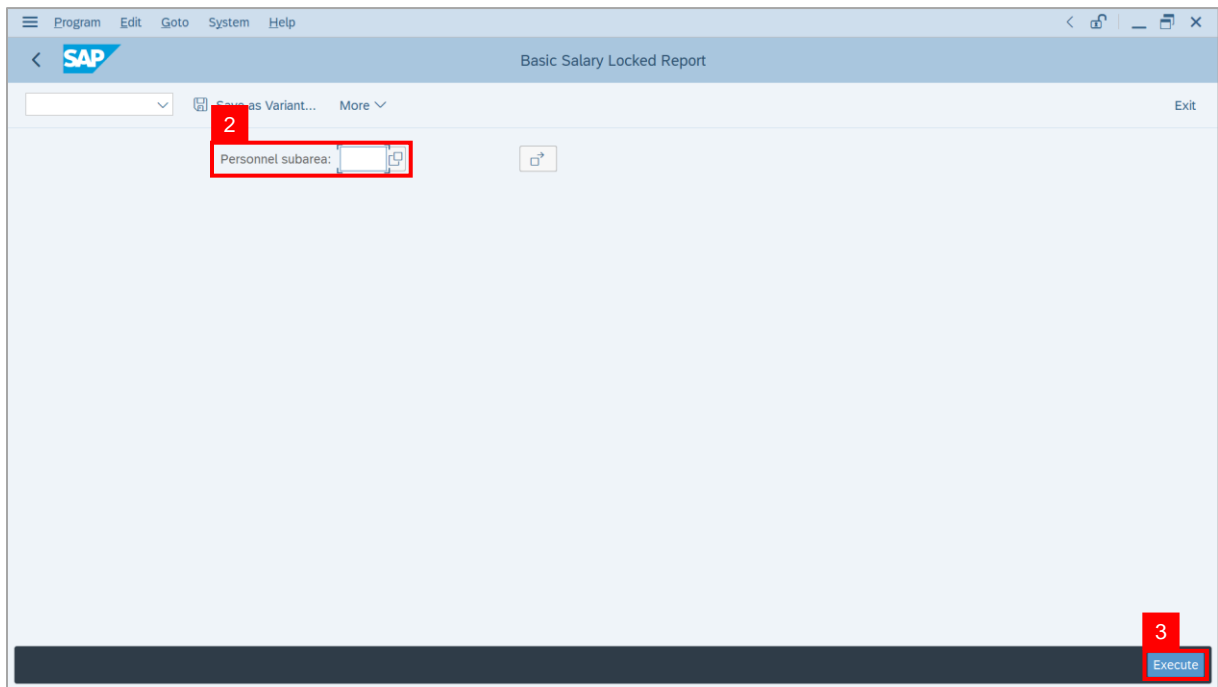 Program Edit Goto System Help
SAP
Basic Salary Locked Report
Save as Variant... More Exit
2
Personnel subarea:
3
Execute